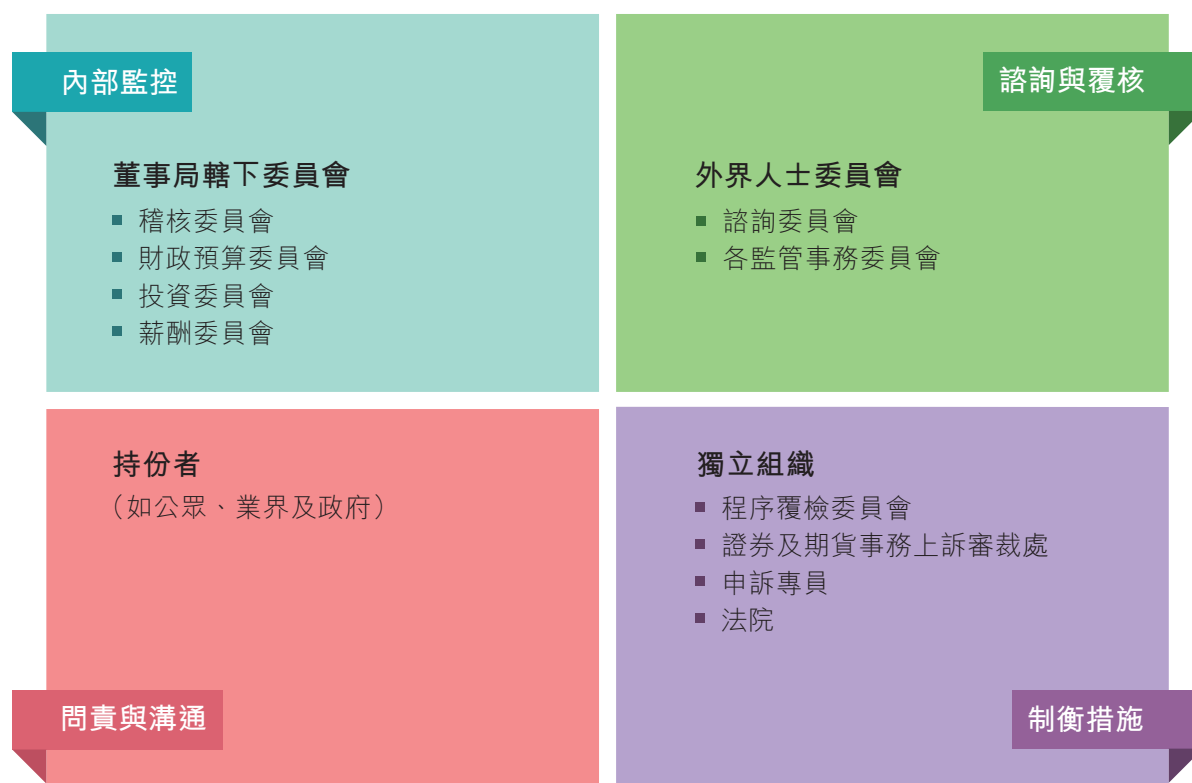 內部監控
董事局轄下委員會
稽核委員會
財政預算委員會
投資委員會
薪酬委員會
諮詢與覆核
外界人士委員會
諮詢委員會
各監管事務委員會
持份者
（如公眾、業界及政府）
問責與溝通
獨立組織
程序覆檢委員會
證券及期貨事務上訴審裁處
申訴專員
法院
制衡措施